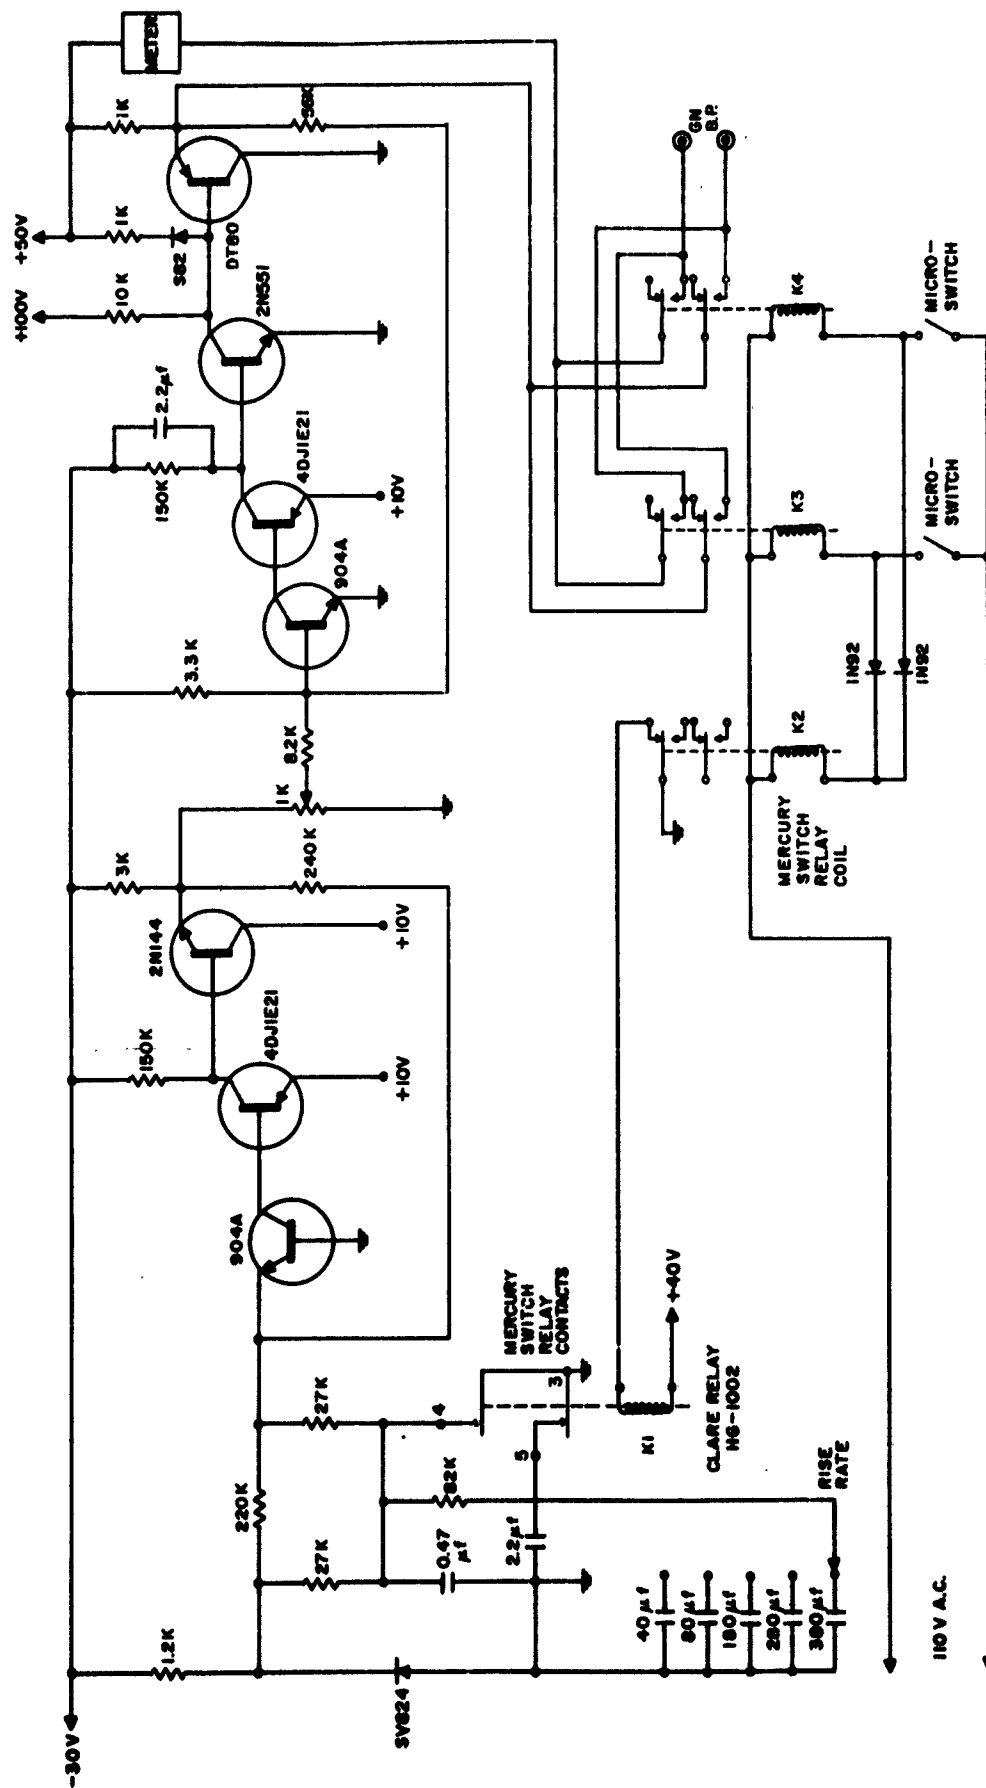 -30V
1.2K
SV824
27K
220K
27K
0.47
μf
82K
2.2μf
5
4
3
MERCURY
SWITCH
RELAY
CONTACTS
K1
+40V
CLARE RELAY
HG-1002
RISE
RATE
40μf
80μf
180μf
280μf
380μf
110V A.C.
904A
150K
4DJ1E21
+10V
2N144
3K
240K
+10V
1K
8.2K
3.3K
904A
4DJ1E21
+10V
150K
2.2μf
2N551
+100V
10K
+50V
1K
S82
DT80
1K
56K
METER
GN
B.P.
MERCURY
SWITCH
RELAY
COIL
K2
K3
K4
1N92
1N92
MICRO-
SWITCH
MICRO-
SWITCH